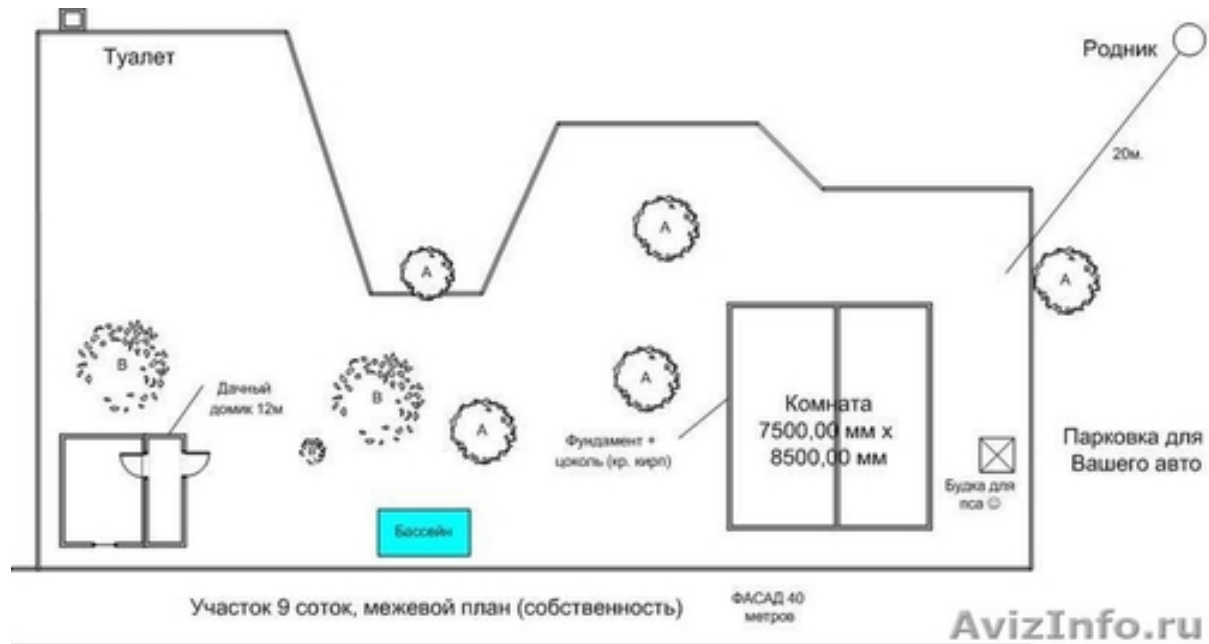 Туалет
Родник
20м.
А
А
А
В
Дачный
домик 12м
В
А
А
В
Фундамент +
цоколь (кр. кирп)
Комната
7500,00 мм х
8500,00 мм
Парковка для
Вашего авто
Будка для
пса ☺
Бассейн
Участок 9 соток, межевой план (собственность)
ФАСАД 40
метров
AvizInfo.ru